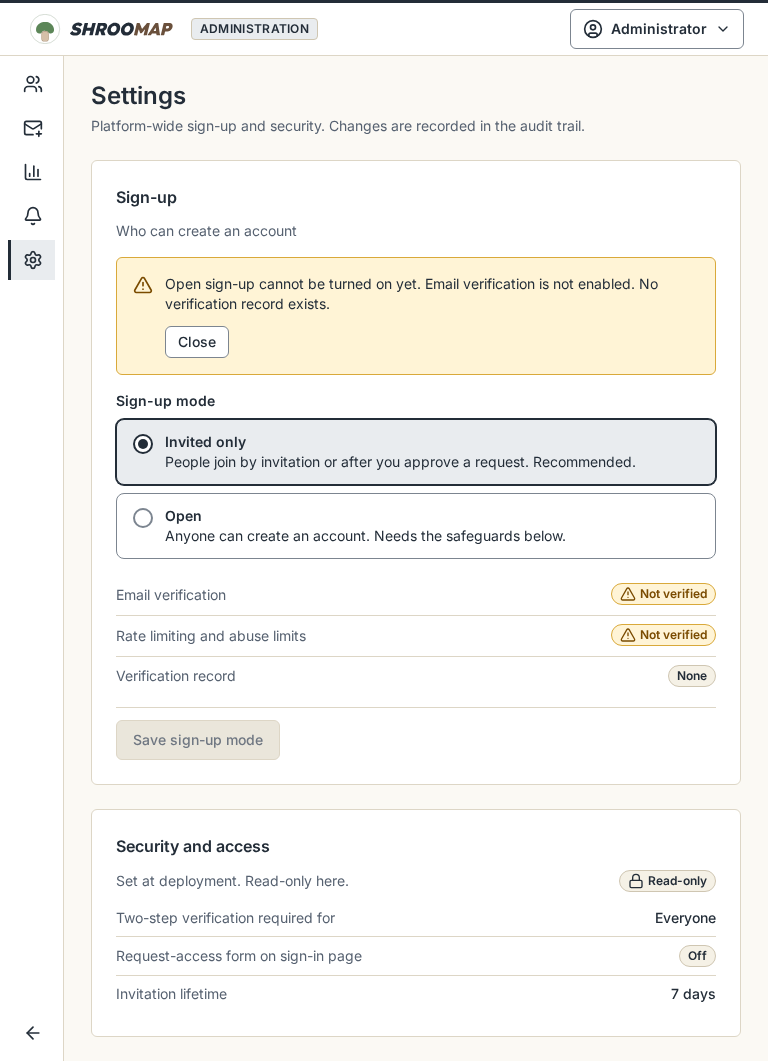 SHROOMAP
ADMINISTRATION
Administrator
Settings
Platform-wide sign-up and security. Changes are recorded in the audit trail.
Sign-up
Who can create an account
Open sign-up cannot be turned on yet. Email verification is not enabled. No
verification record exists.
Close
Sign-up mode
Invited only
People join by invitation or after you approve a request. Recommended.
Open
Anyone can create an account. Needs the safeguards below.
Email verification Not verified
Rate limiting and abuse limits Not verified
Verification record None
Save sign-up mode
Security and access
Set at deployment. Read-only here. Read-only
Two-step verification required for Everyone
Request-access form on sign-in page Off
Invitation lifetime 7 days